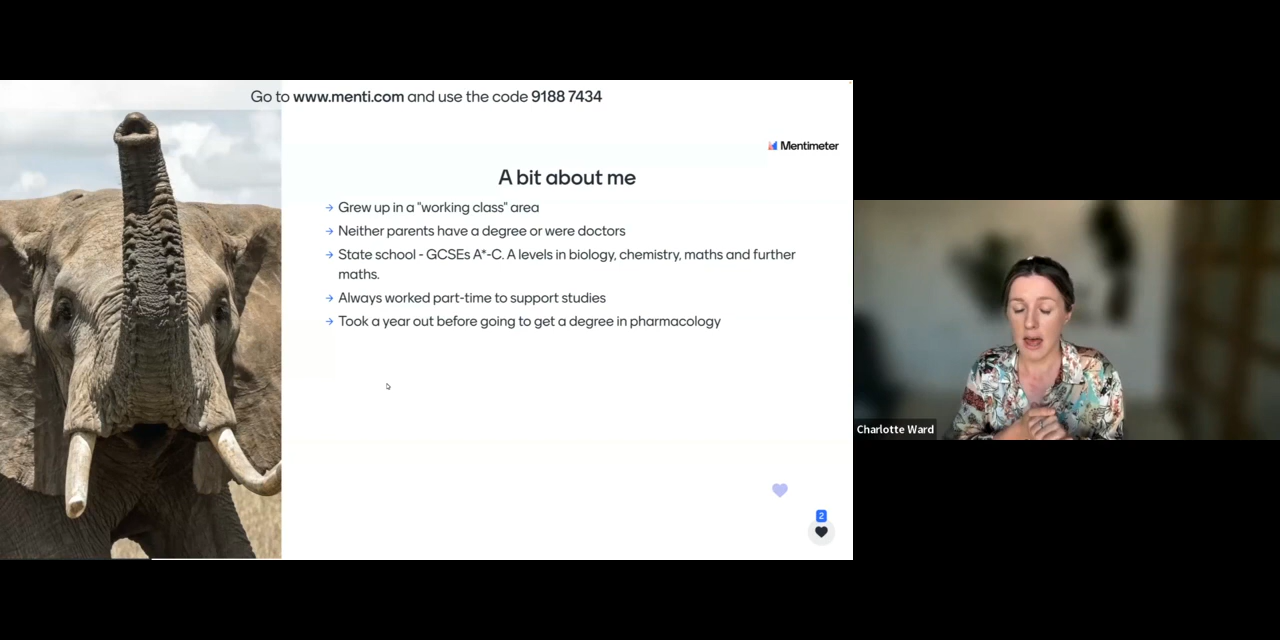 Go to www.menti.com and use the code 9188 7434
Mentimeter
A bit about me
→ Grew up in a "working class" area
→ Neither parents have a degree or were doctors
→ State school - GCSEs A*-C. A levels in biology, chemistry, maths and further
maths.
→ Always worked part-time to support studies
→ Took a year out before going to get a degree in pharmacology
Charlotte Ward
2